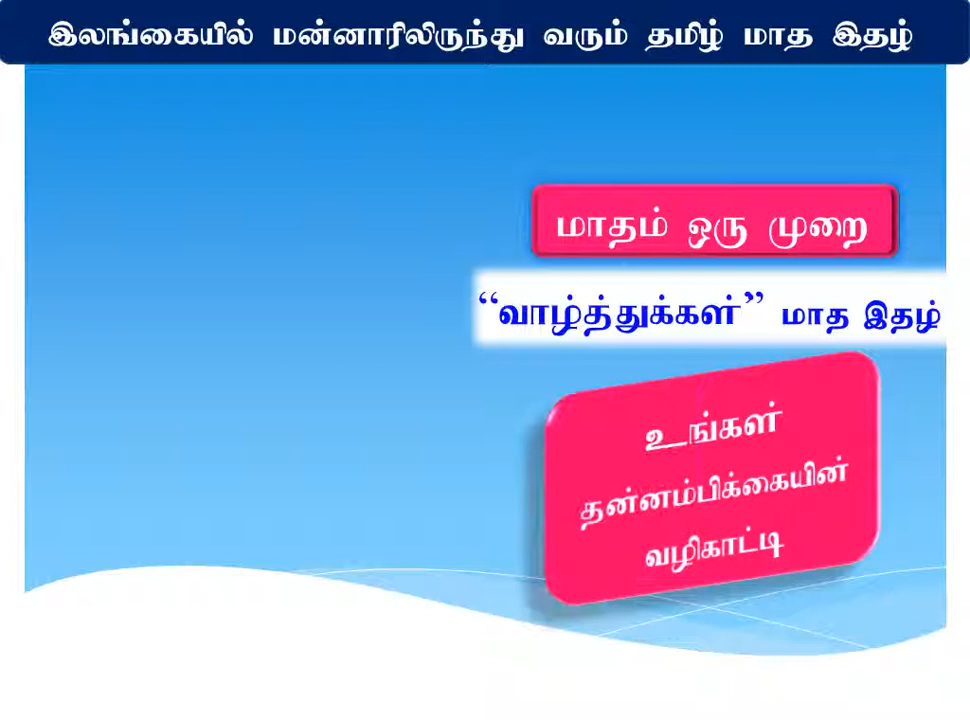 இலங்கையில் மன்னாரிலிருந்து வரும் தமிழ் மாத இதழ்
மாதம் ஒரு முறை
“வாழ்த்துக்கள்” மாத இதழ்
உங்கள்
தன்னம்பிக்கையின்
வழிகாட்டி